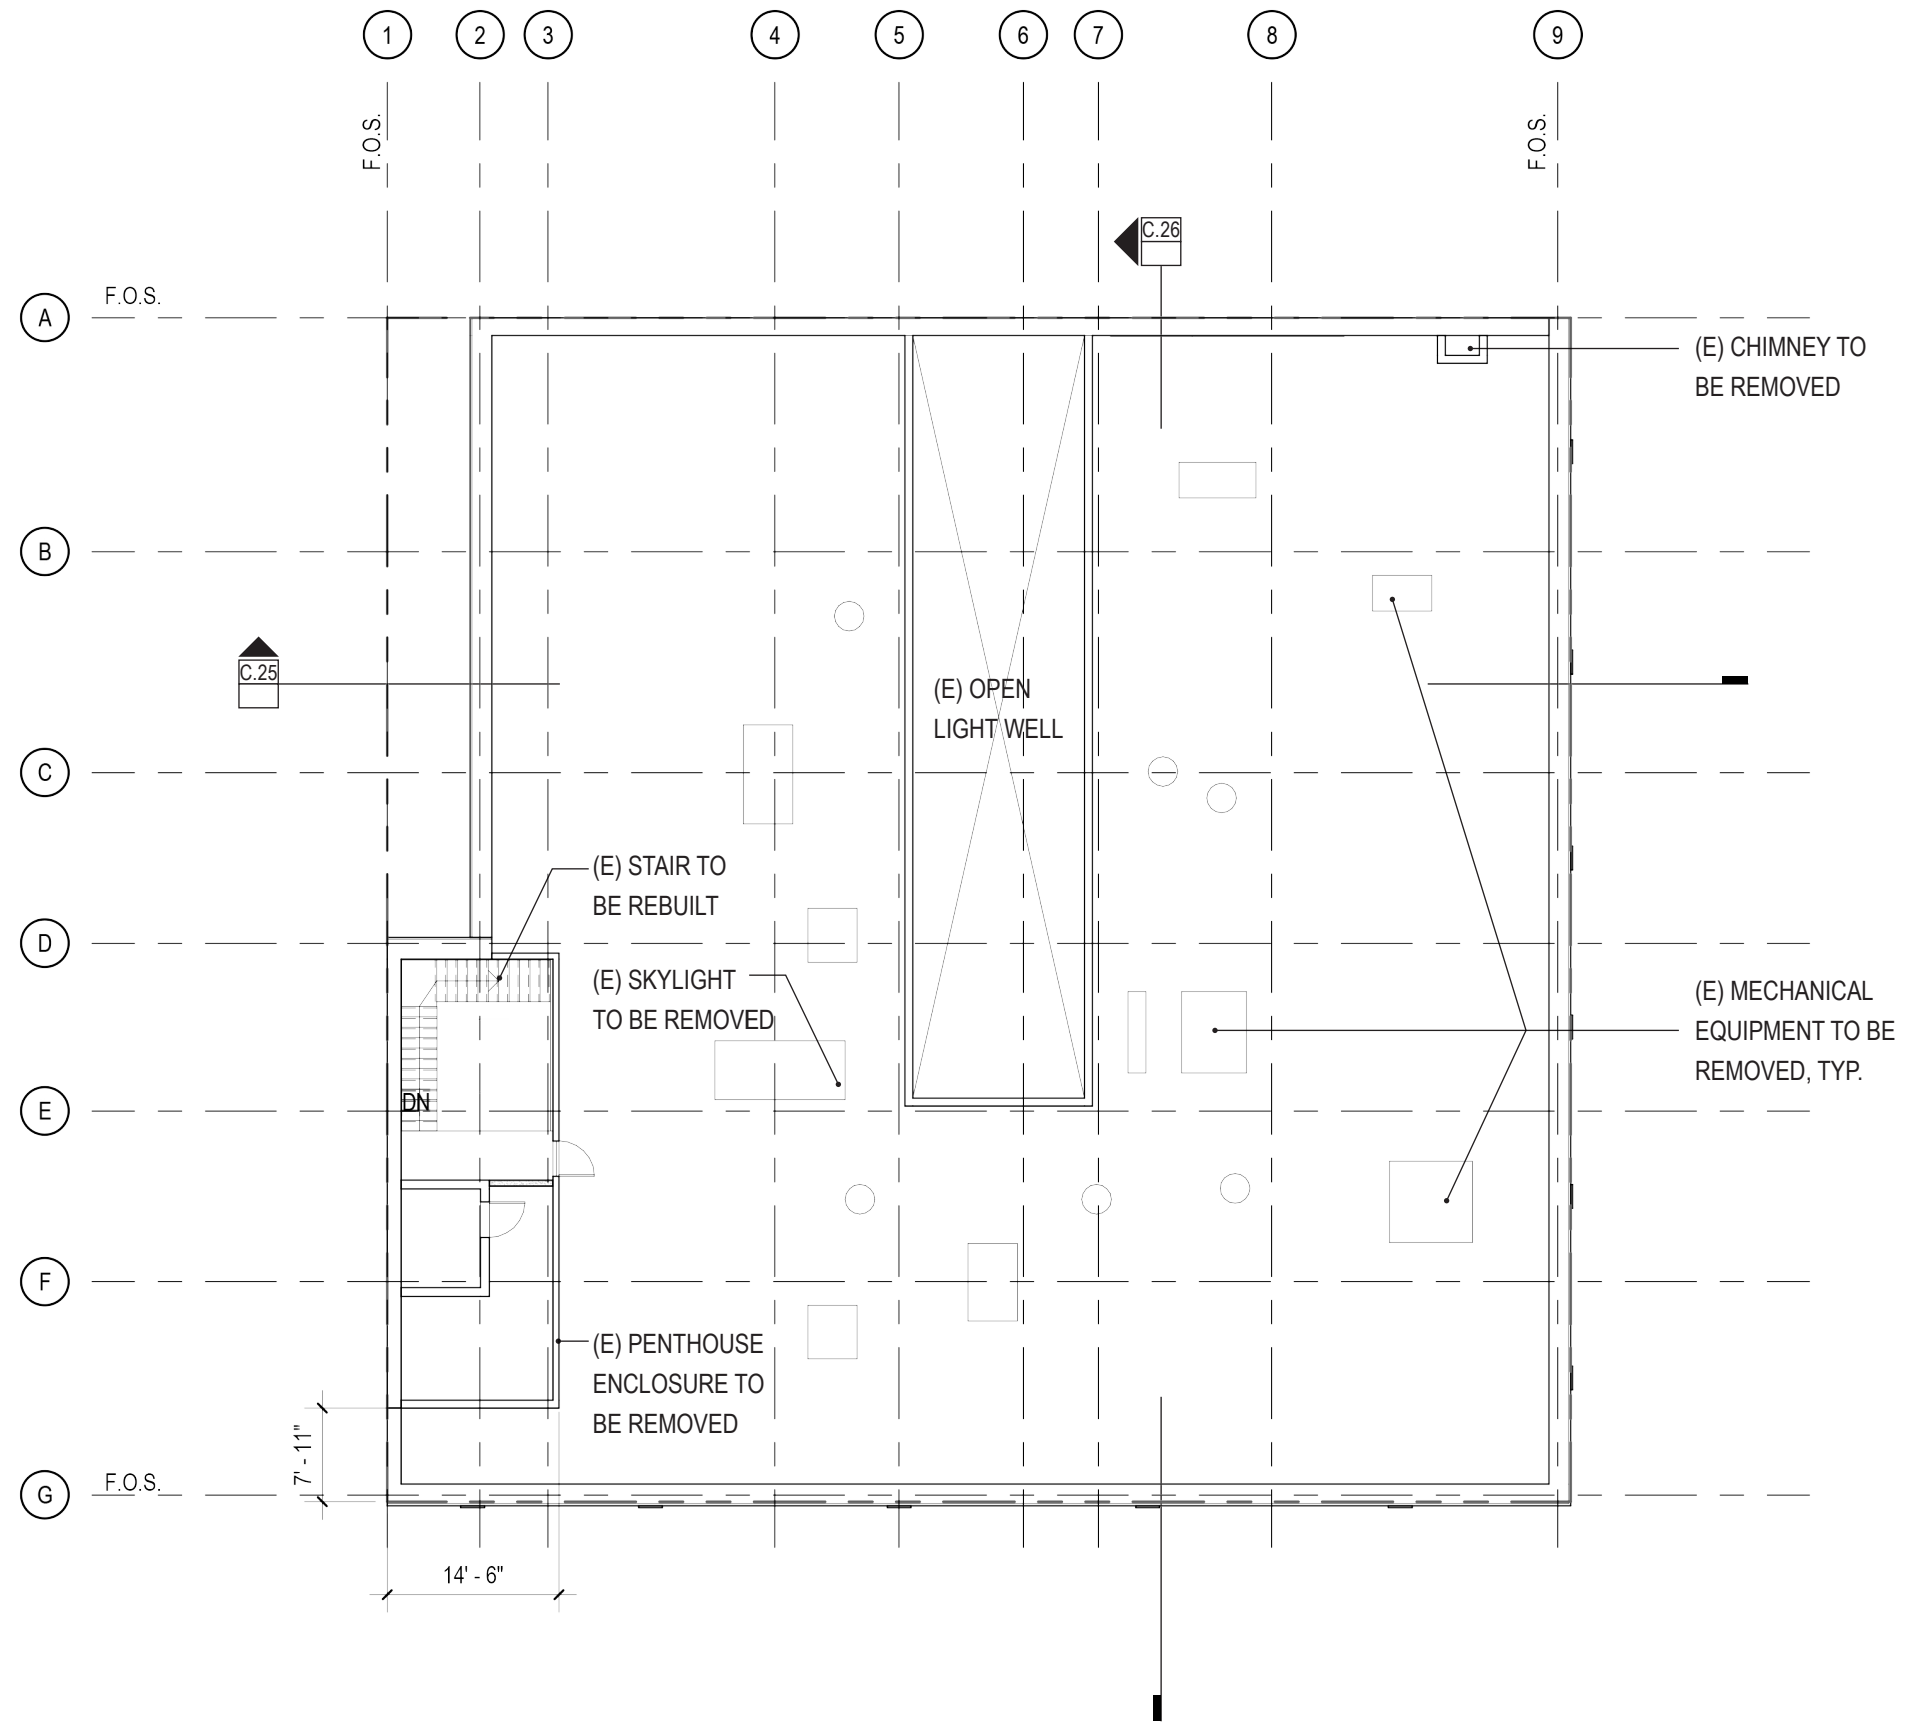 1 2 3 4 5 6 7 8 9
F.O.S.
F.O.S.
C.26
A
F.O.S.
(E) CHIMNEY TO
BE REMOVED
B
C.25
(E) OPEN
LIGHT WELL
C
(E) STAIR TO
BE REBUILT
D
(E) SKYLIGHT
TO BE REMOVED
(E) MECHANICAL
EQUIPMENT TO BE
REMOVED, TYP.
DN
E
F
(E) PENTHOUSE
ENCLOSURE TO
BE REMOVED
7' - 11"
G
F.O.S.
14' - 6"